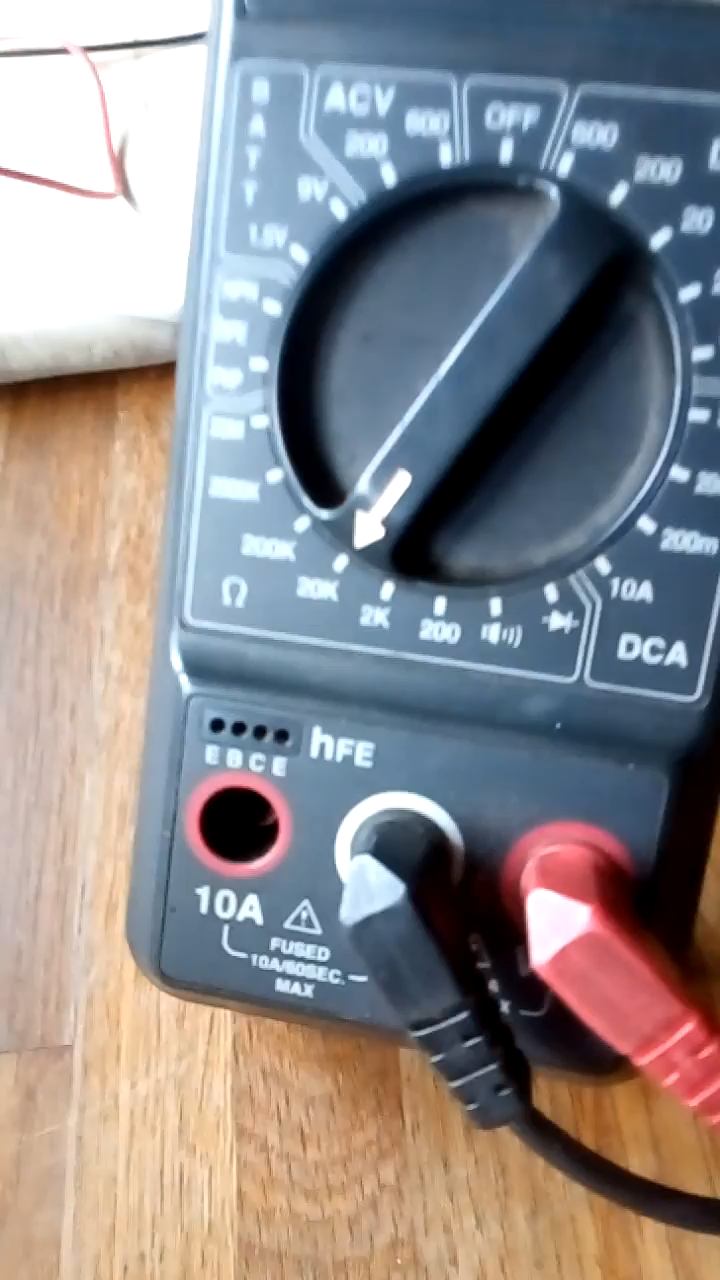 BATT
ACV
OFF
600
600
200
200
9V
20
1.5V
200K
200m
20K
10A
Ω
2K
200
DCA
hFE
E B C E
10A
FUSED
10A/60SEC.
MAX